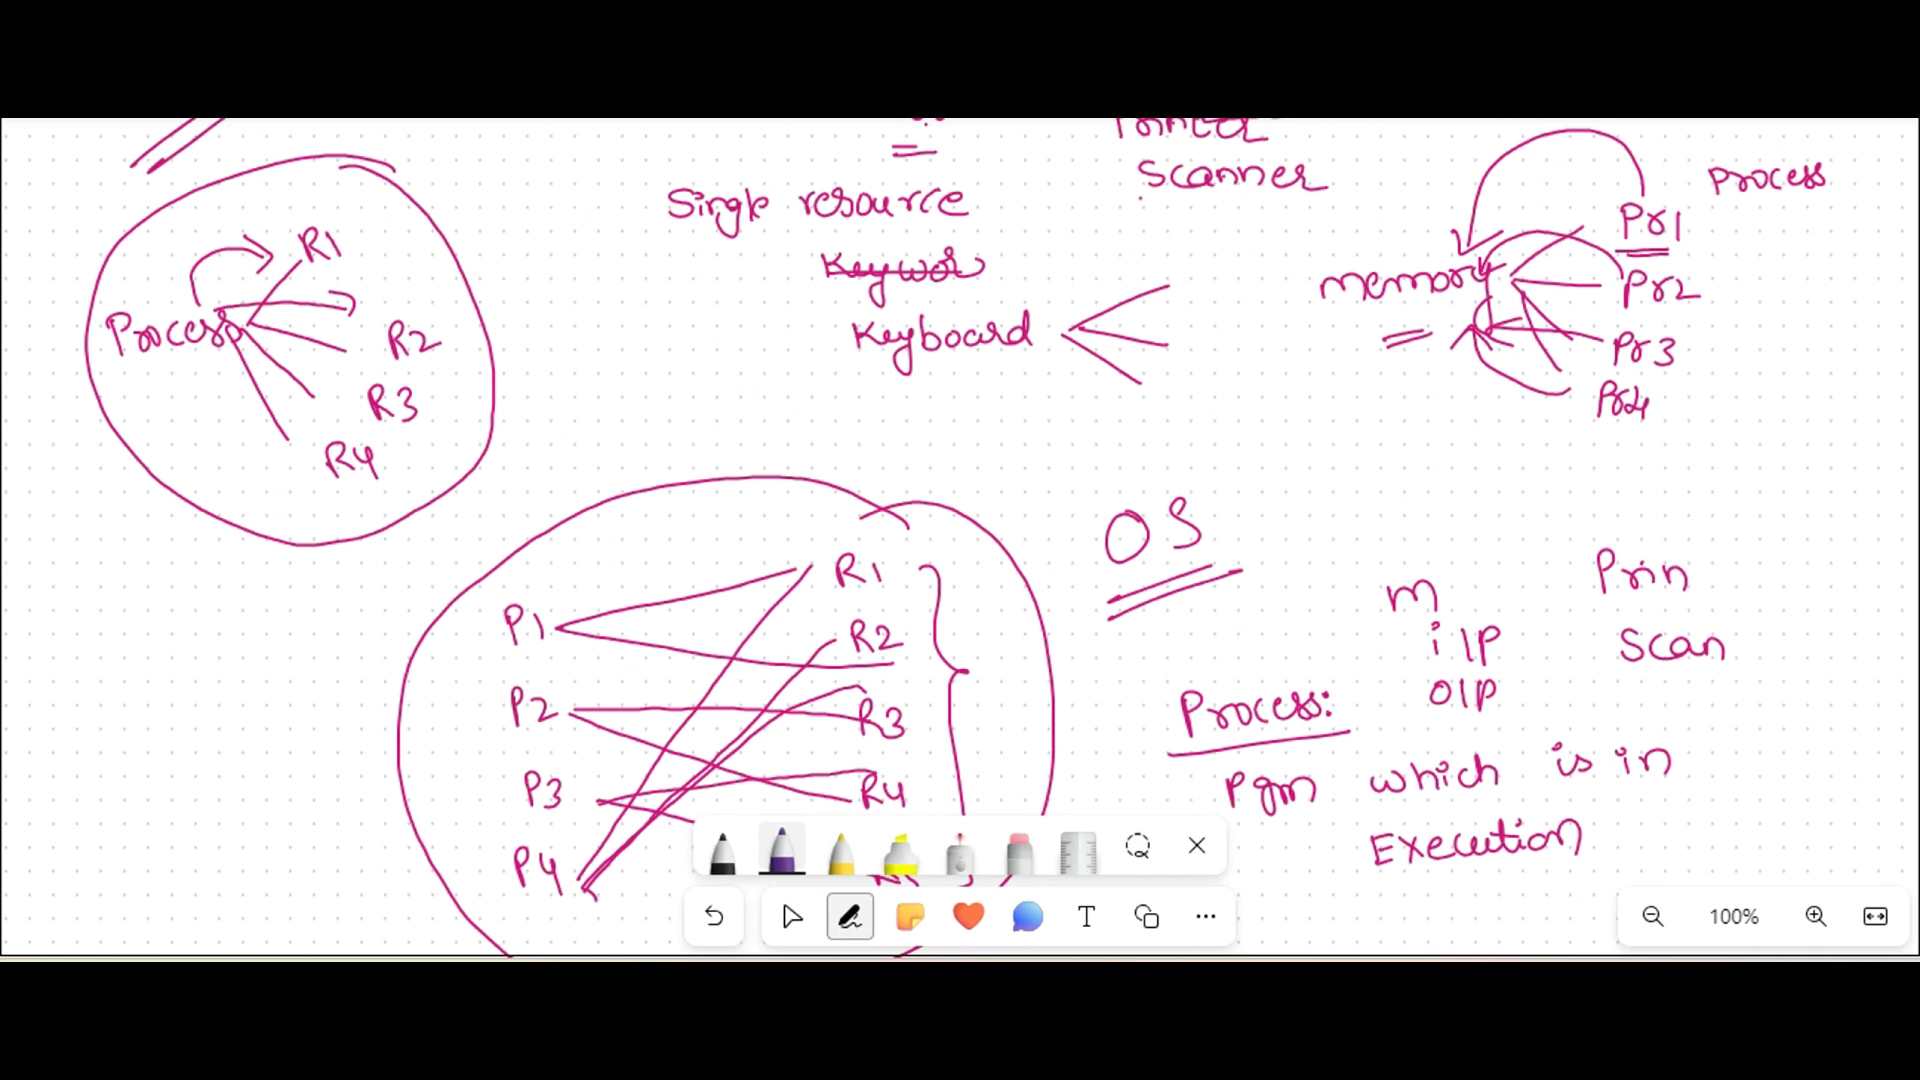 Scanner
Single resource
Keywor
Keyboard
Process
R1
R2
R3
R4
memory
process
Pr1
Pr2
Pr3
Pr4
P1
P2
P3
P4
R1
R2
R3
R4
OS
m
i|p
o|p
Prin
Scan
Process:
Pgm which is in
Execution
T
100%